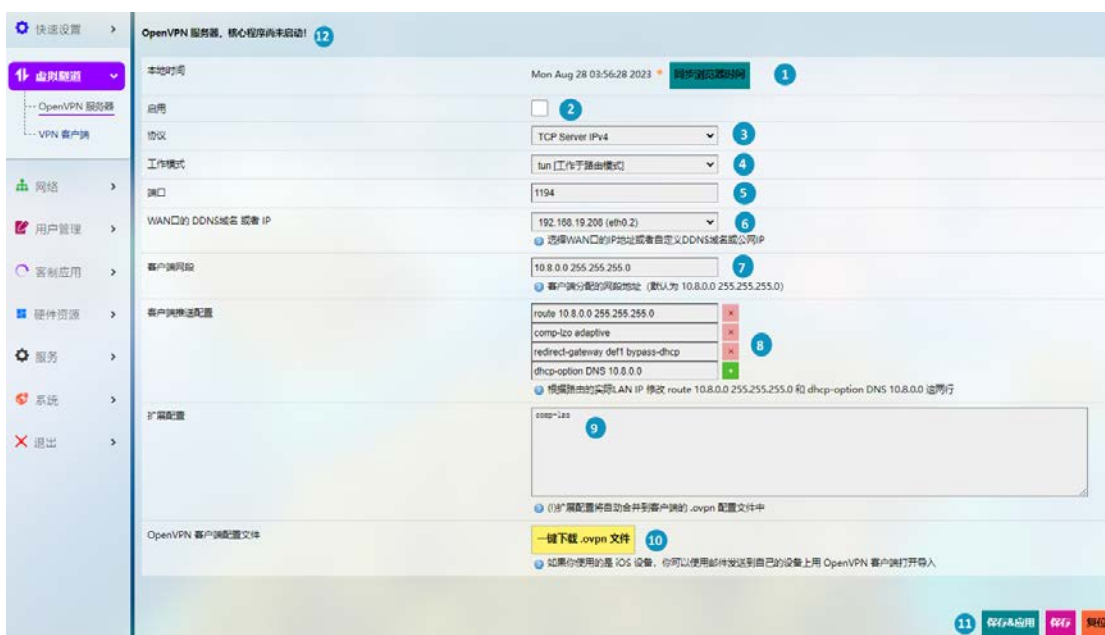 快速设置
虚拟隧道
OpenVPN 服务器
VPN 客户端
网络
用户管理
客制应用
硬件资源
服务
系统
退出
OpenVPN 服务器，核心程序尚未启动! 12
本地时间 Mon Aug 28 03:56:28 2023 * 同步浏览器时间 1
启用 2
协议 TCP Server IPv4 3
工作模式 tun [工作于路由模式] 4
端口 1194 5
WAN口的 DDNS域名 或者 IP 192.168.19.208 (eth0.2) 6
选择WAN口的IP地址或者自定义DDNS域名或公网IP
客户端网段 10.8.0.0 255.255.255.0 7
客户端分配的网段地址（默认为 10.8.0.0 255.255.255.0）
客户端推送配置 route 10.8.0.0 255.255.255.0 ×
comp-lzo adaptive ×
redirect-gateway def1 bypass-dhcp × 8
dhcp-option DNS 10.8.0.0 +
根据路由的实际LAN IP 修改 route 10.8.0.0 255.255.255.0 和 dhcp-option DNS 10.8.0.0 这两行
扩展配置 comp-lzo 9
(!)扩展配置将自动合并到客户端的 .ovpn 配置文件中
OpenVPN 客户端配置文件 一键下载 .ovpn 文件 10
如果你使用的是 iOS 设备，你可以使用邮件发送到自己的设备上用 OpenVPN 客户端打开导入
11 保存&应用 保存 复位